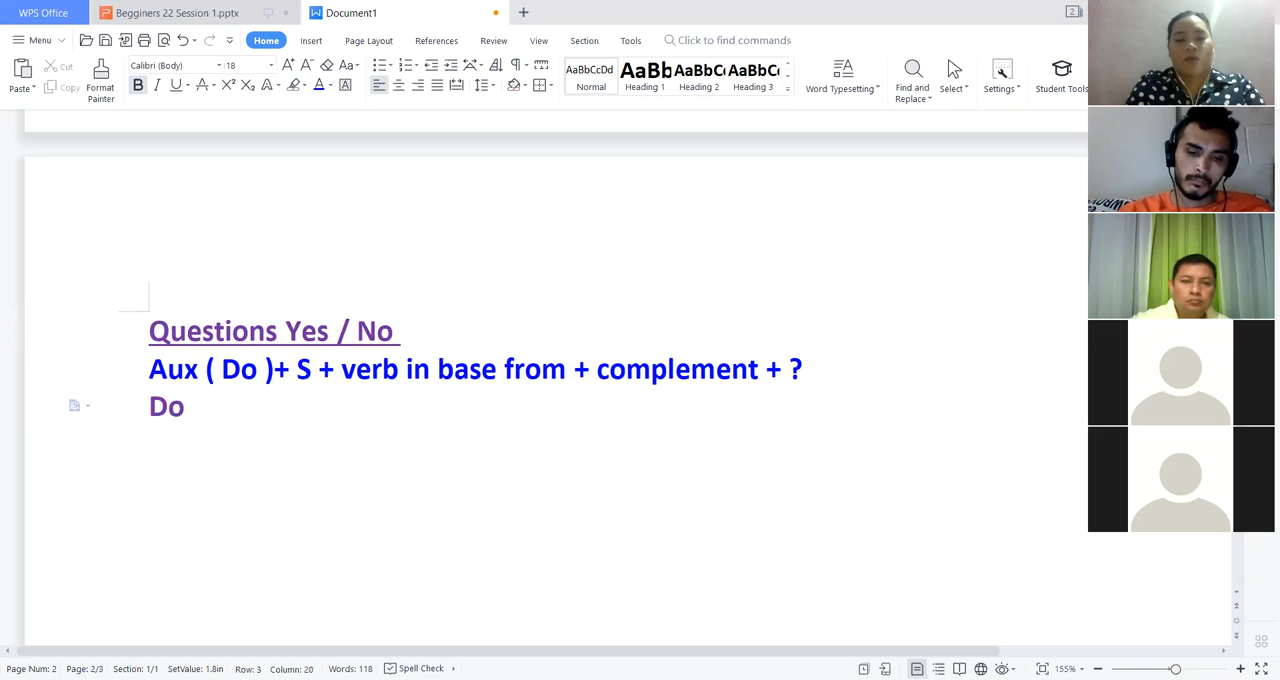 WPS Office
Begginers 22 Session 1.pptx
Document1
2
Menu
Home
Insert
Page Layout
References
Review
View
Section
Tools
Click to find commands
Paste
Cut
Copy
Format Painter
Calibri (Body)
18
AaBbCcDd
Normal
AaBb
Heading 1
AaBbC
Heading 2
AaBbC
Heading 3
Word Typesetting
Find and Replace
Select
Settings
Student Tools
Questions Yes / No
Aux ( Do )+ S + verb in base from + complement + ?
Do
Page Num: 2
Page: 2/3
Section: 1/1
SetValue: 1.8in
Row: 3
Column: 20
Words: 118
Spell Check
155%